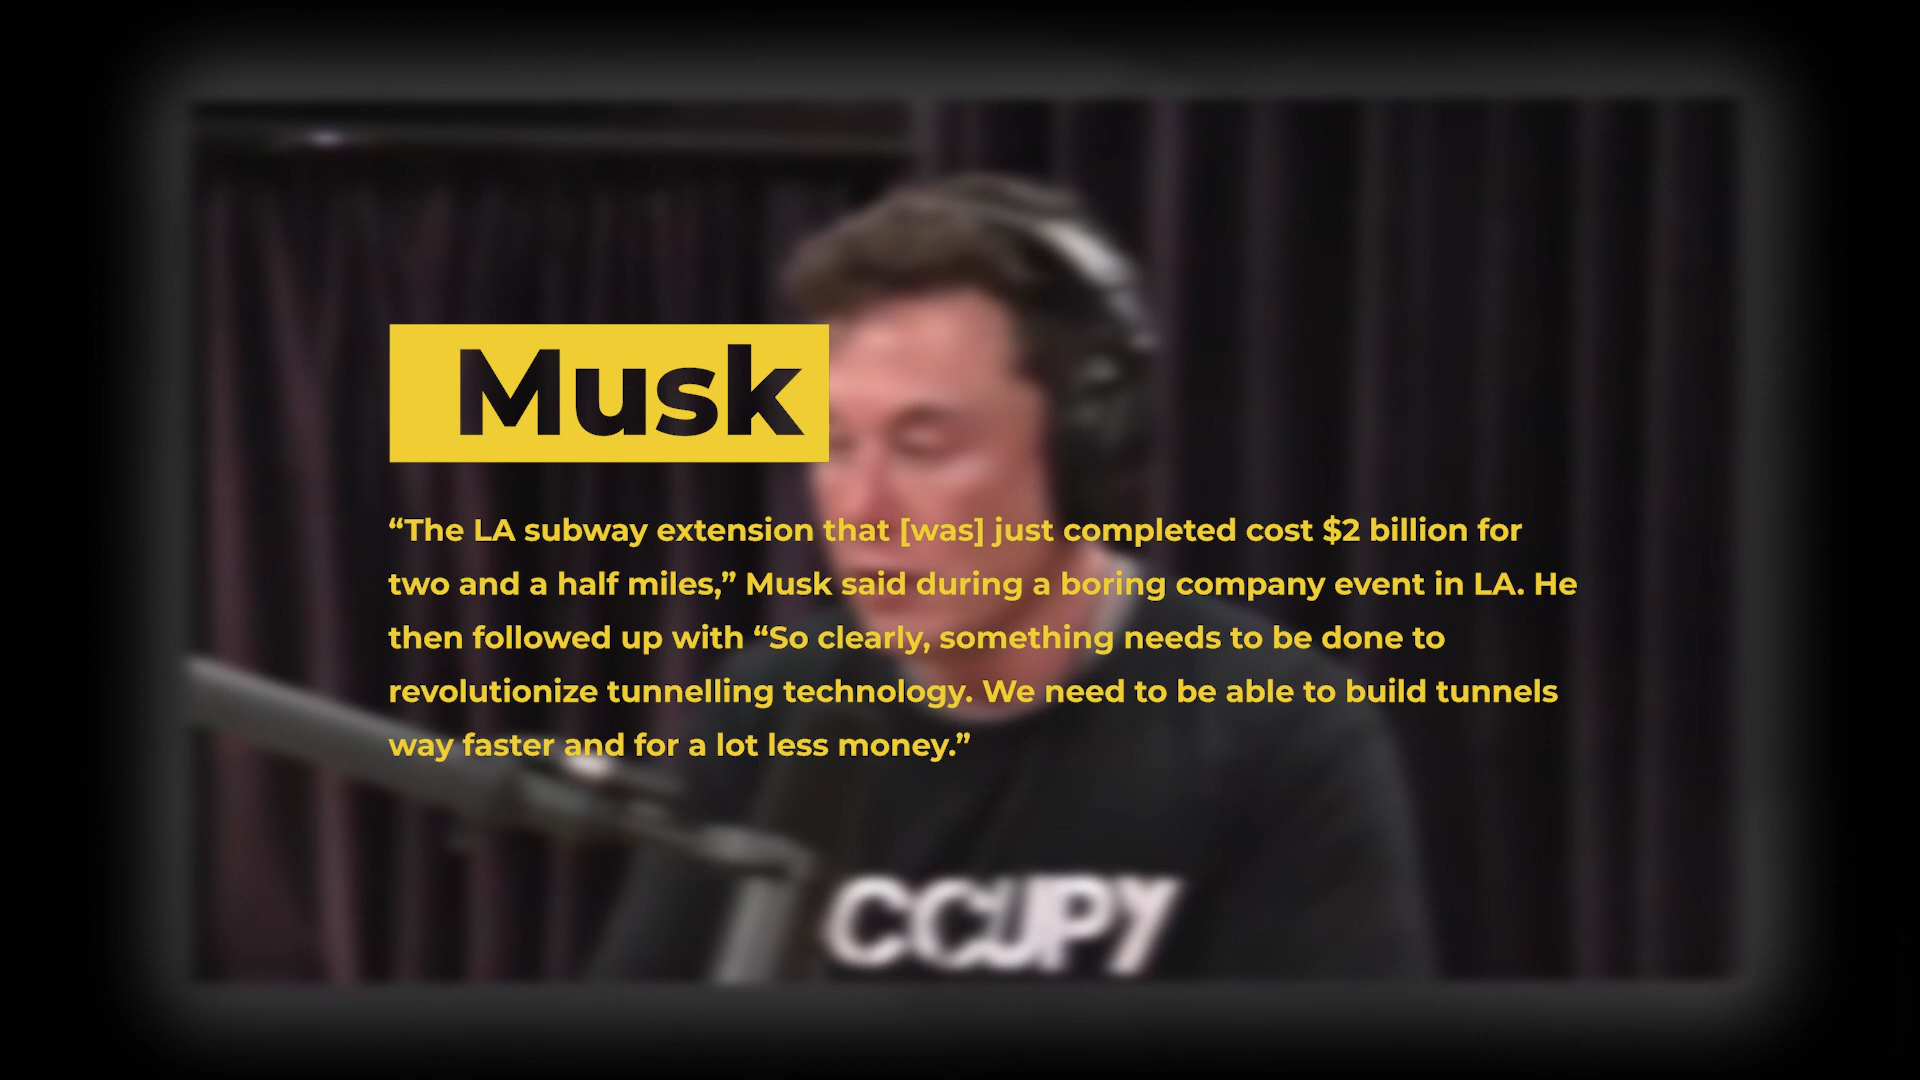 Musk
“The LA subway extension that [was] just completed cost $2 billion for
two and a half miles,” Musk said during a boring company event in LA. He
then followed up with “So clearly, something needs to be done to
revolutionize tunnelling technology. We need to be able to build tunnels
way faster and for a lot less money.”
CCUPY